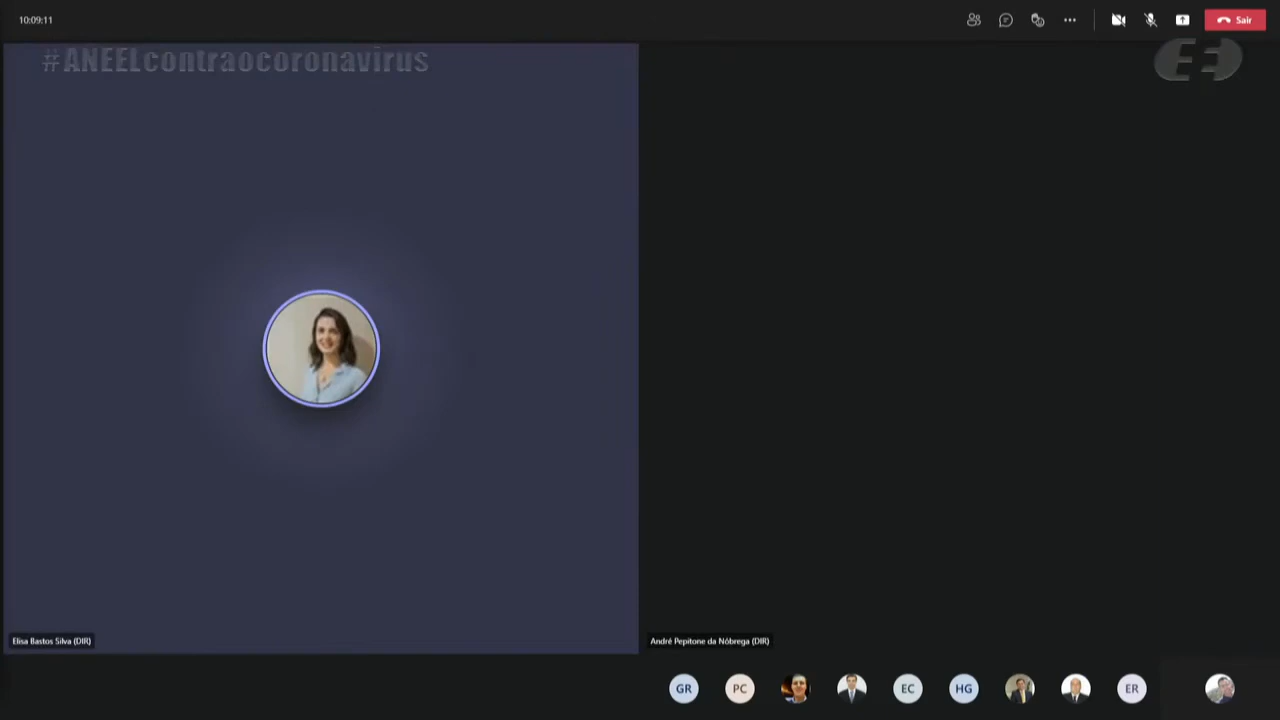 10:09:11
Sair
#ANEELcontraocoronavirus
Elisa Bastos Silva (DIR)
André Pepitone da Nóbrega (DIR)
GR
PC
EC
HG
ER